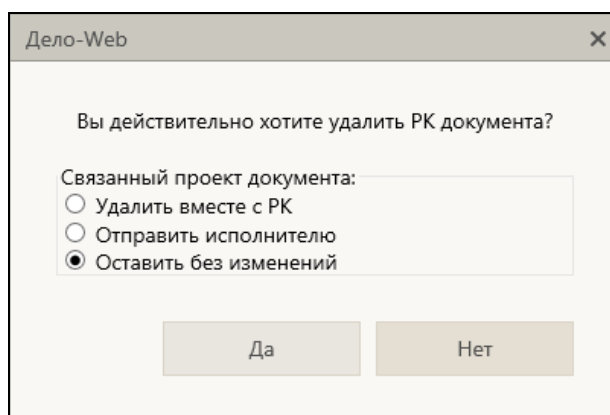 Дело-Web
Вы действительно хотите удалить РК документа?
Связанный проект документа:
Удалить вместе с РК
Отправить исполнителю
Оставить без изменений
Да Нет